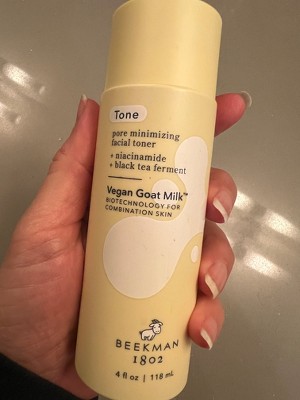 Tone
pore minimizing
facial toner
+ niacinamide
+ black tea ferment
Vegan Goat Milk™
BIOTECHNOLOGY FOR
COMBINATION SKIN
BEEKMAN
1802
4 fl oz | 118 mL